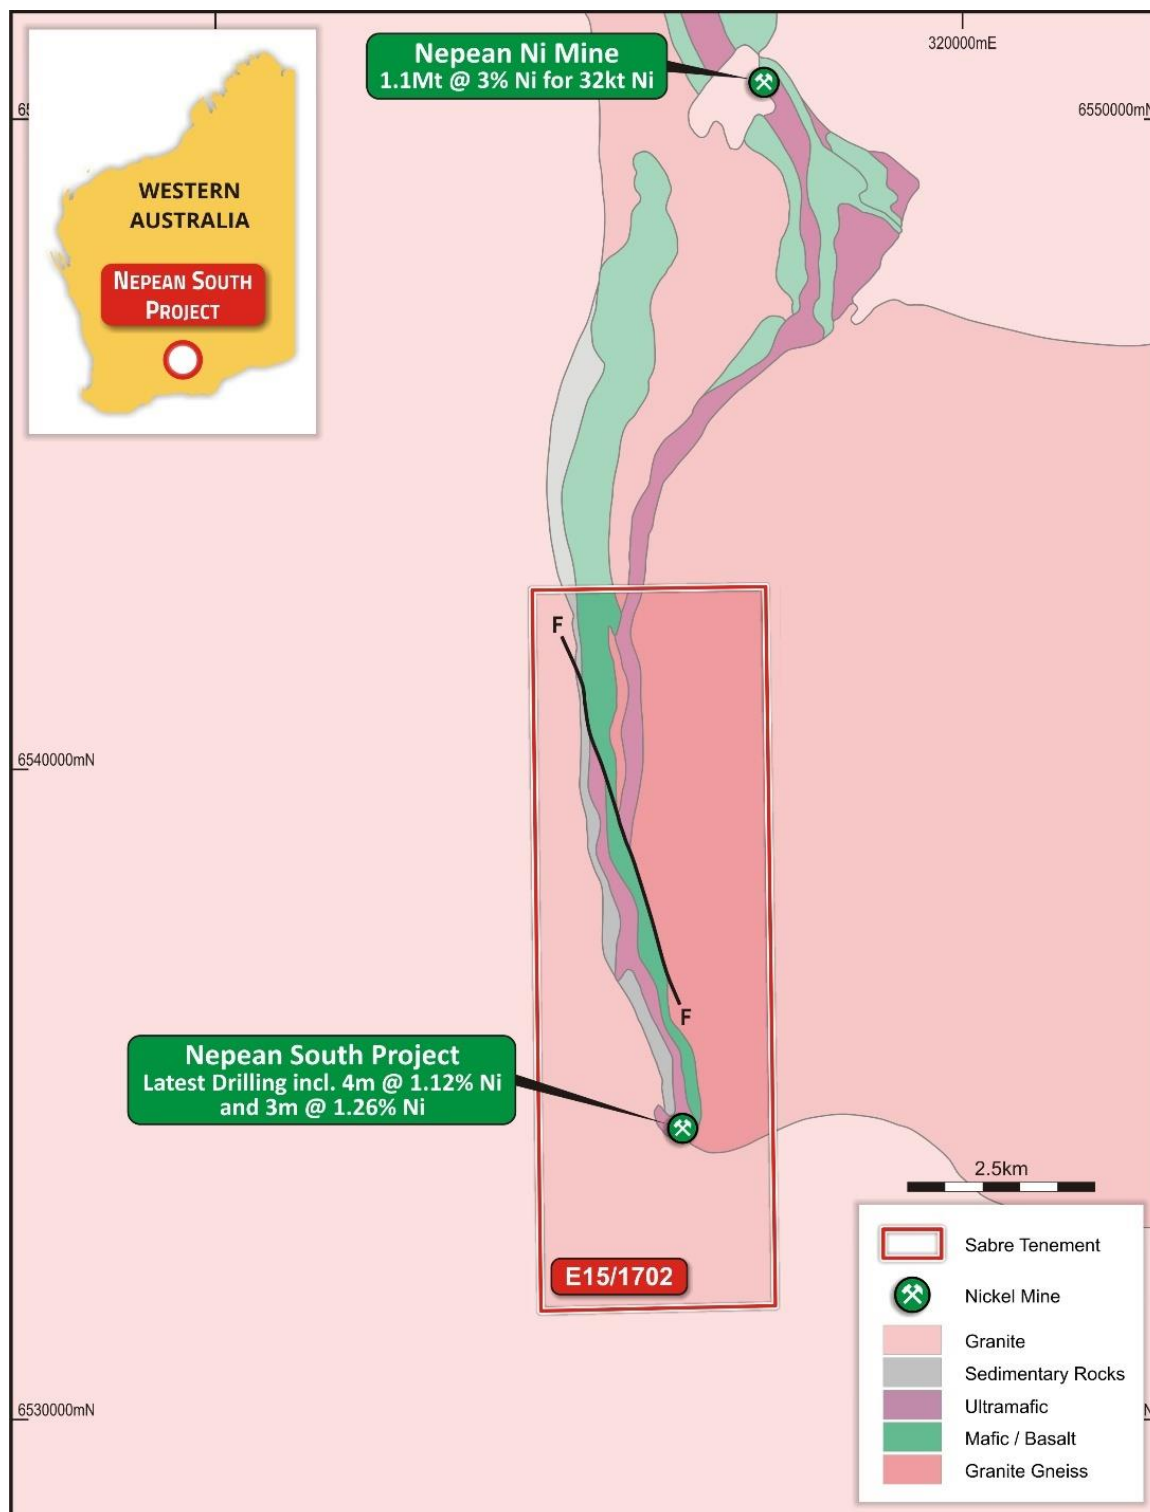 Nepean Ni Mine
1.1Mt @ 3% Ni for 32kt Ni
320000mE
6550000mN
WESTERN
AUSTRALIA
NEPEAN SOUTH
PROJECT
F
6540000mN
F
Nepean South Project
Latest Drilling incl. 4m @ 1.12% Ni
and 3m @ 1.26% Ni
2.5km
E15/1702
Sabre Tenement
Nickel Mine
Granite
Sedimentary Rocks
Ultramafic
Mafic / Basalt
Granite Gneiss
6530000mN